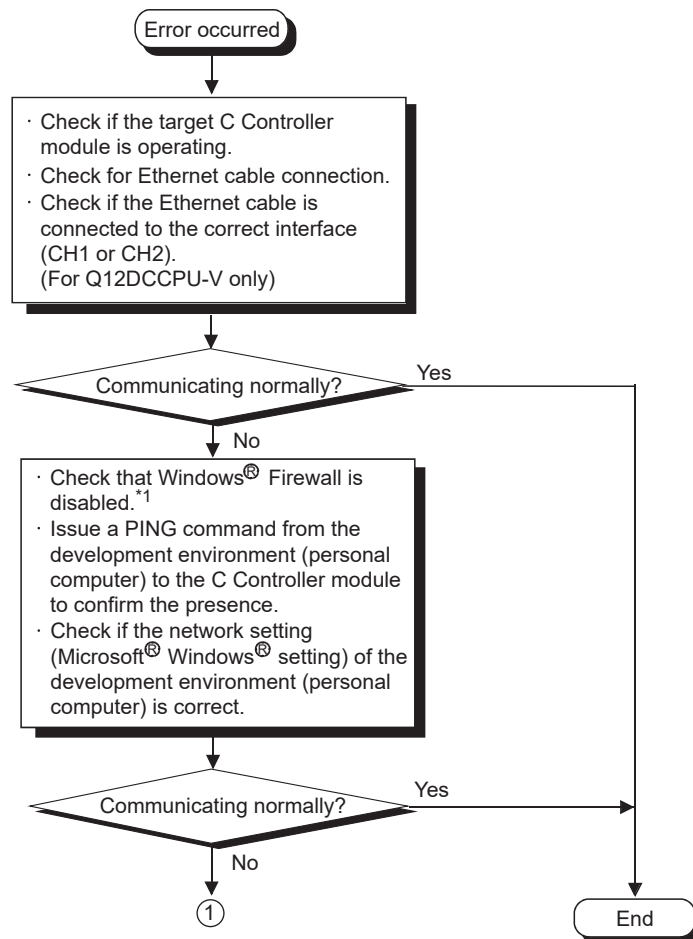 Error occurred
· Check if the target C Controller
module is operating.
· Check for Ethernet cable connection.
· Check if the Ethernet cable is
connected to the correct interface
(CH1 or CH2).
(For Q12DCCPU-V only)
Communicating normally?
Yes
No
· Check that Windows® Firewall is
disabled.*1
· Issue a PING command from the
development environment (personal
computer) to the C Controller module
to confirm the presence.
· Check if the network setting
(Microsoft® Windows® setting) of the
development environment (personal
computer) is correct.
Communicating normally?
Yes
No
1
End